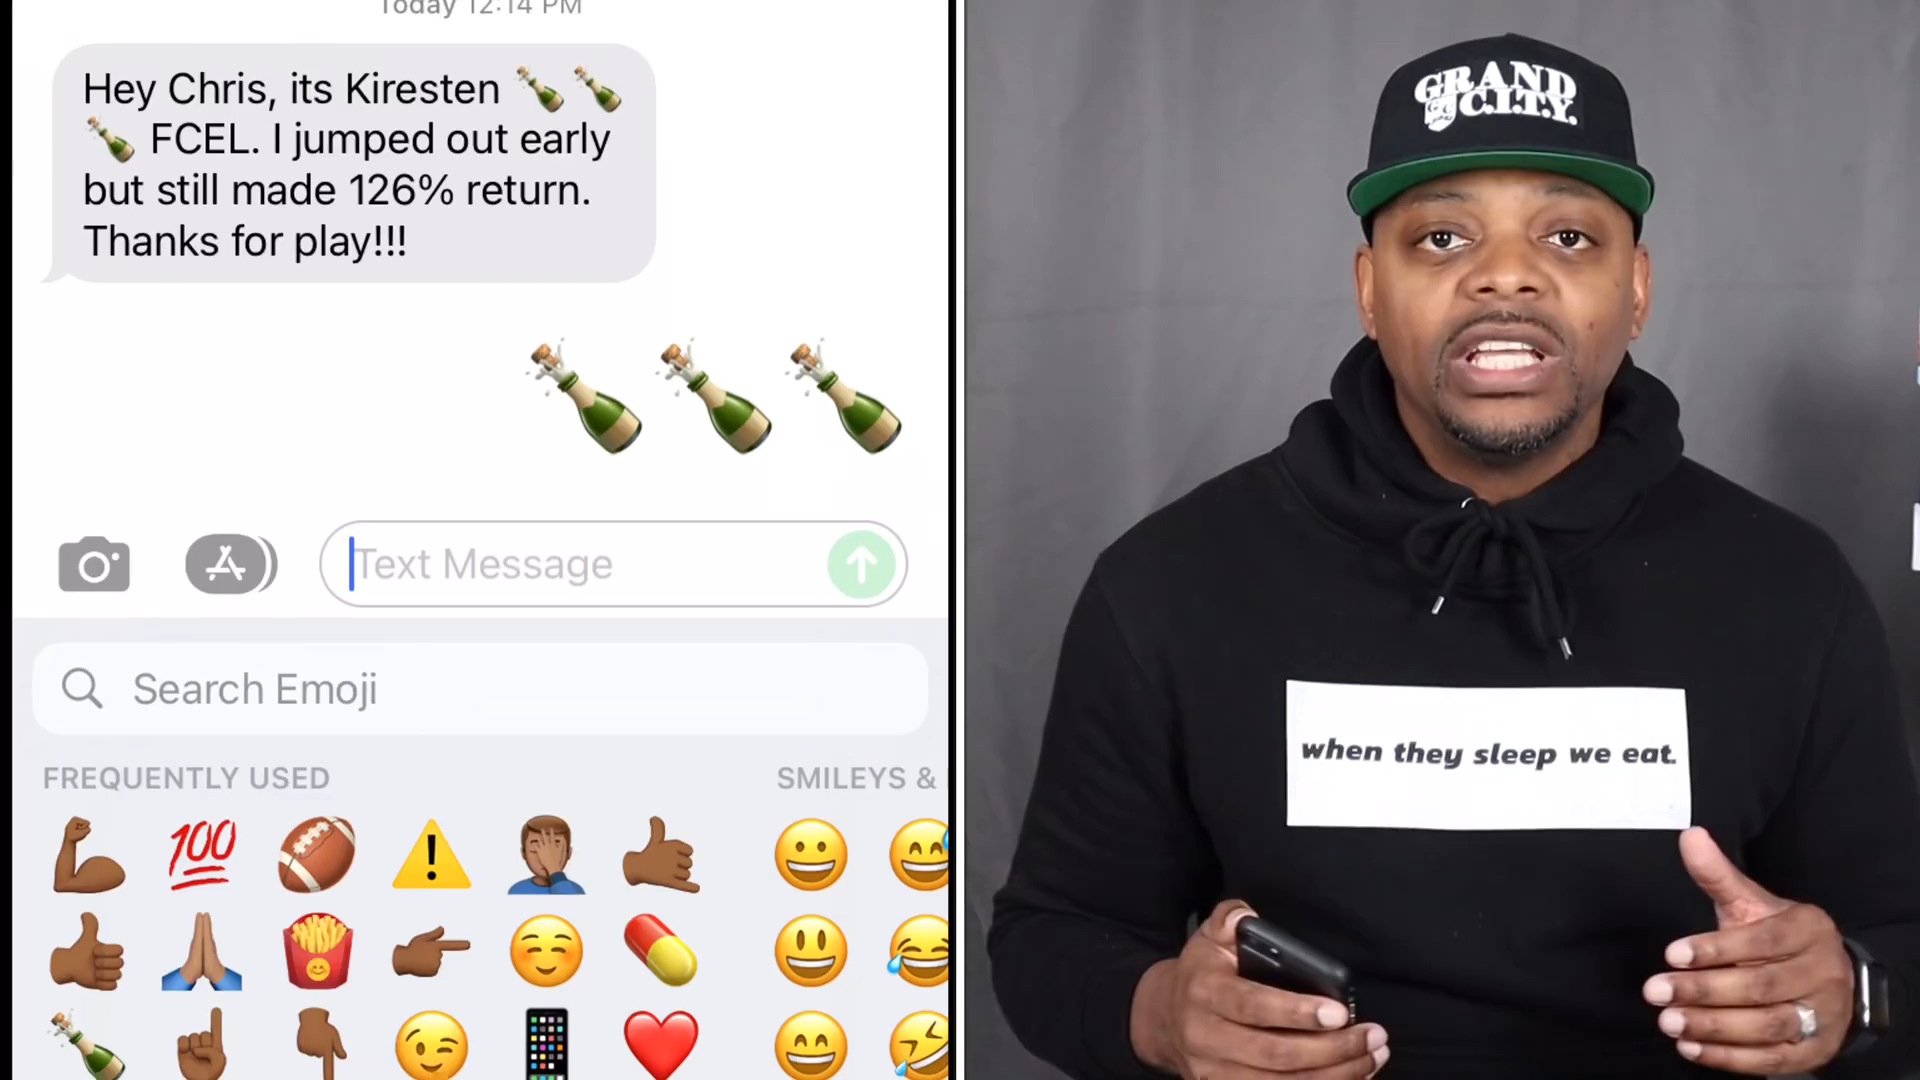 Today 12:14 PM
Hey Chris, its Kiresten 🍾🍾
🍾 FCEL. I jumped out early
but still made 126% return.
Thanks for play!!!
🍾🍾🍾
Text Message
Search Emoji
FREQUENTLY USED
SMILEYS &
💯
GRAND
C.I.T.Y.
when they sleep we eat.